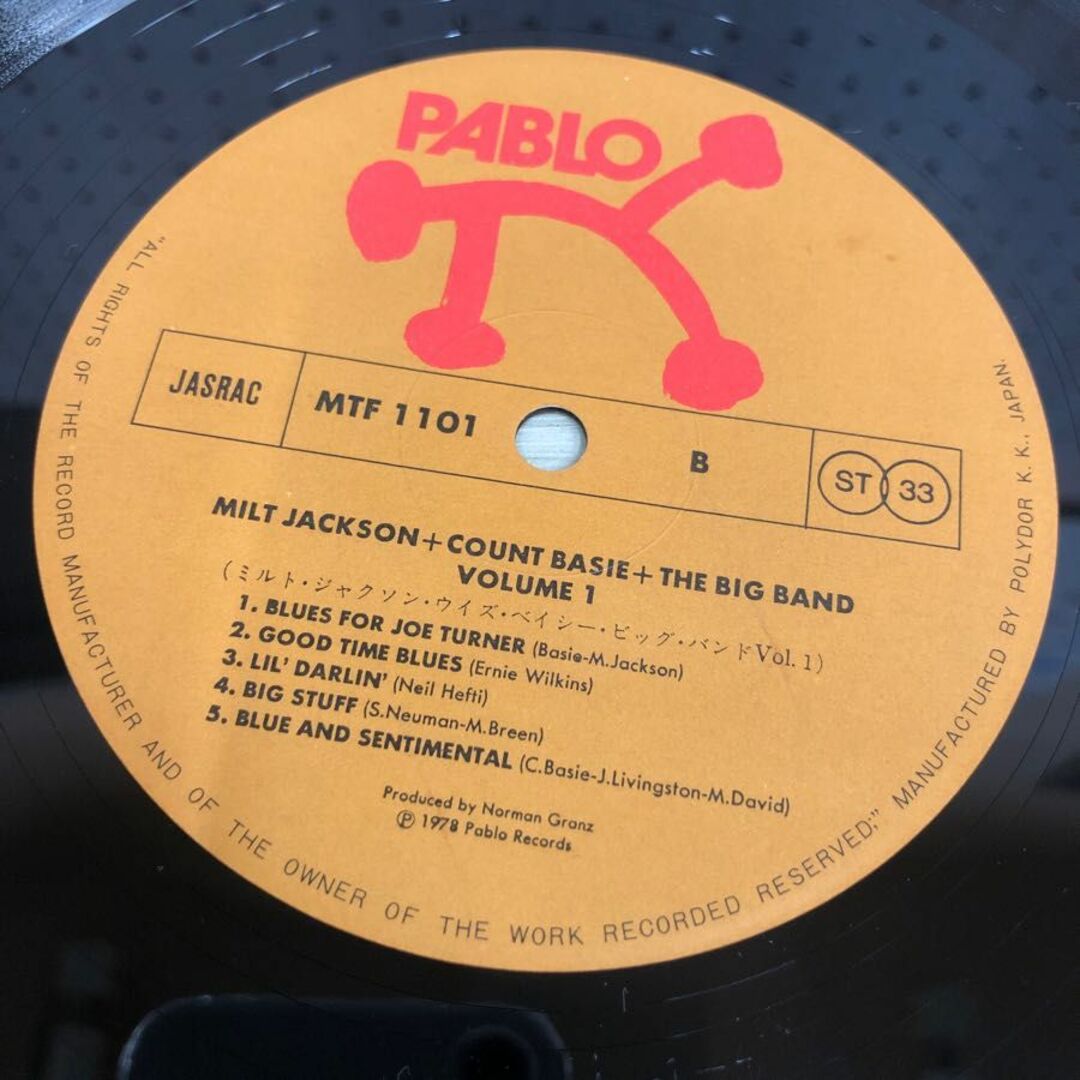 PABLO
JASRAC MTF 1101 B ST 33
MILT JACKSON+COUNT BASIE+THE BIG BAND
VOLUME 1
(ミルト・ジャクソン・ウイズ・ベイシー・ビッグ・バンドVol. 1)
1. BLUES FOR JOE TURNER (Basie-M.Jackson)
2. GOOD TIME BLUES (Ernie Wilkins)
3. LIL' DARLIN' (Neil Hefti)
4. BIG STUFF (S.Neuman-M.Breen)
5. BLUE AND SENTIMENTAL (C.Basie-J.Livingston-M.David)
Produced by Norman Granz
℗ 1978 Pablo Records
"ALL RIGHTS OF THE RECORD MANUFACTURER AND OF THE OWNER OF THE WORK RECORDED RESERVED;" MANUFACTURED BY POLYDOR K. K., JAPAN.